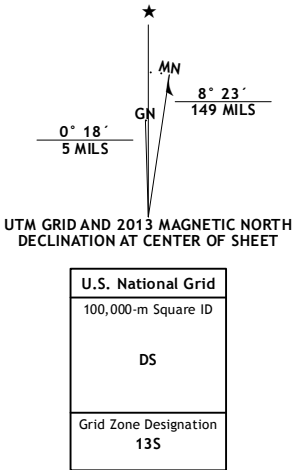 MN
GN
8° 23´
149 MILS
0° 18´
5 MILS
UTM GRID AND 2013 MAGNETIC NORTH
DECLINATION AT CENTER OF SHEET
U.S. National Grid
100,000-m Square ID
DS
Grid Zone Designation
13S